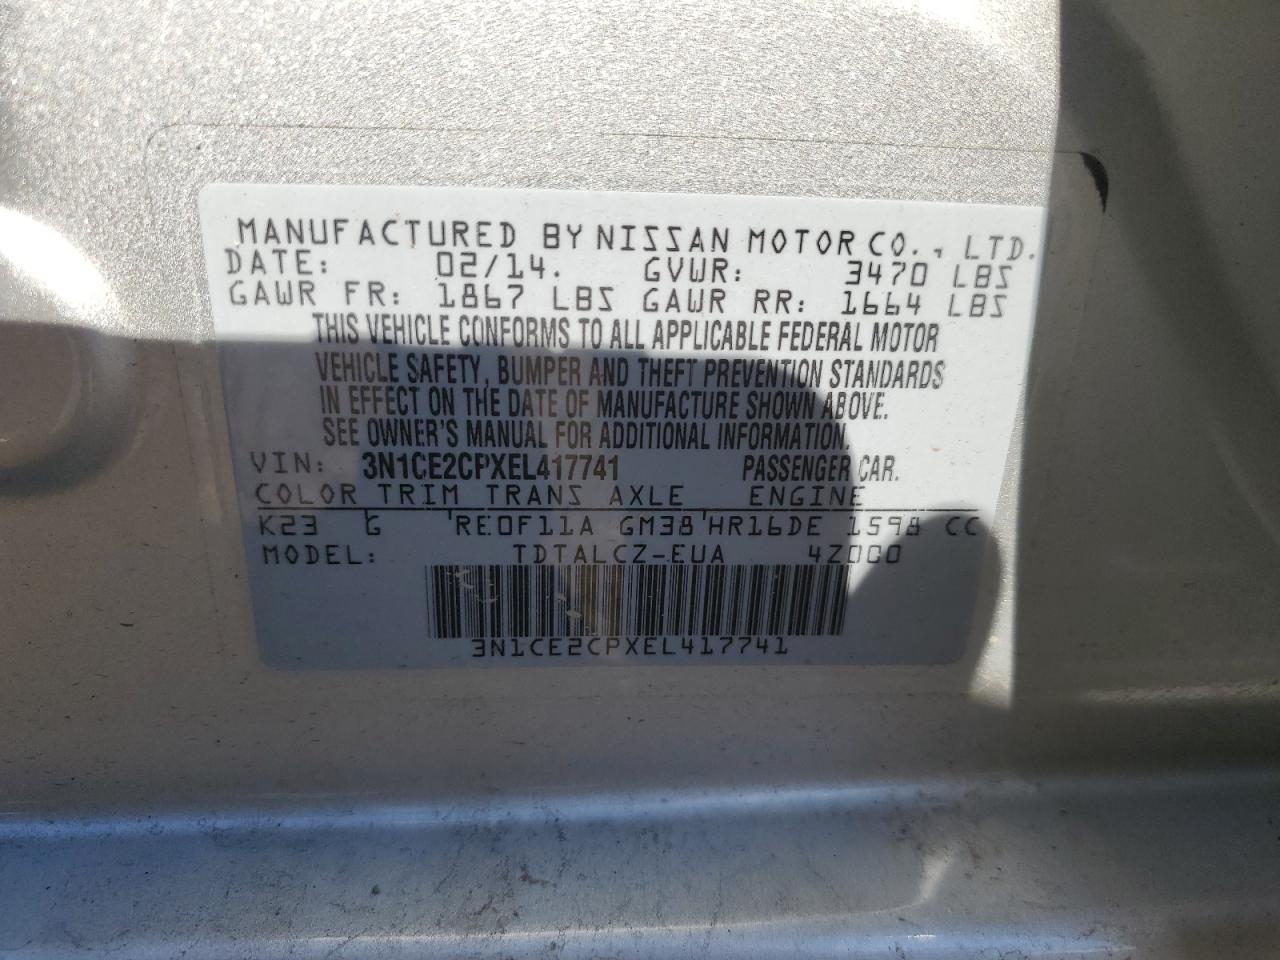 MANUFACTURED BY NISSAN MOTOR CO., LTD.
DATE: 02/14. GVWR: 3470 LBS
GAWR FR: 1867 LBS GAWR RR: 1664 LBS
THIS VEHICLE CONFORMS TO ALL APPLICABLE FEDERAL MOTOR
VEHICLE SAFETY, BUMPER AND THEFT PREVENTION STANDARDS
IN EFFECT ON THE DATE OF MANUFACTURE SHOWN ABOVE.
SEE OWNER'S MANUAL FOR ADDITIONAL INFORMATION.
VIN: 3N1CE2CPXEL417741 PASSENGER CAR.
COLOR TRIM TRANS AXLE ENGINE
K23 G RE0F11A GM38 HR16DE 1598 CC
MODEL: TDTALCZ-EUA 4Z000
3N1CE2CPXEL417741